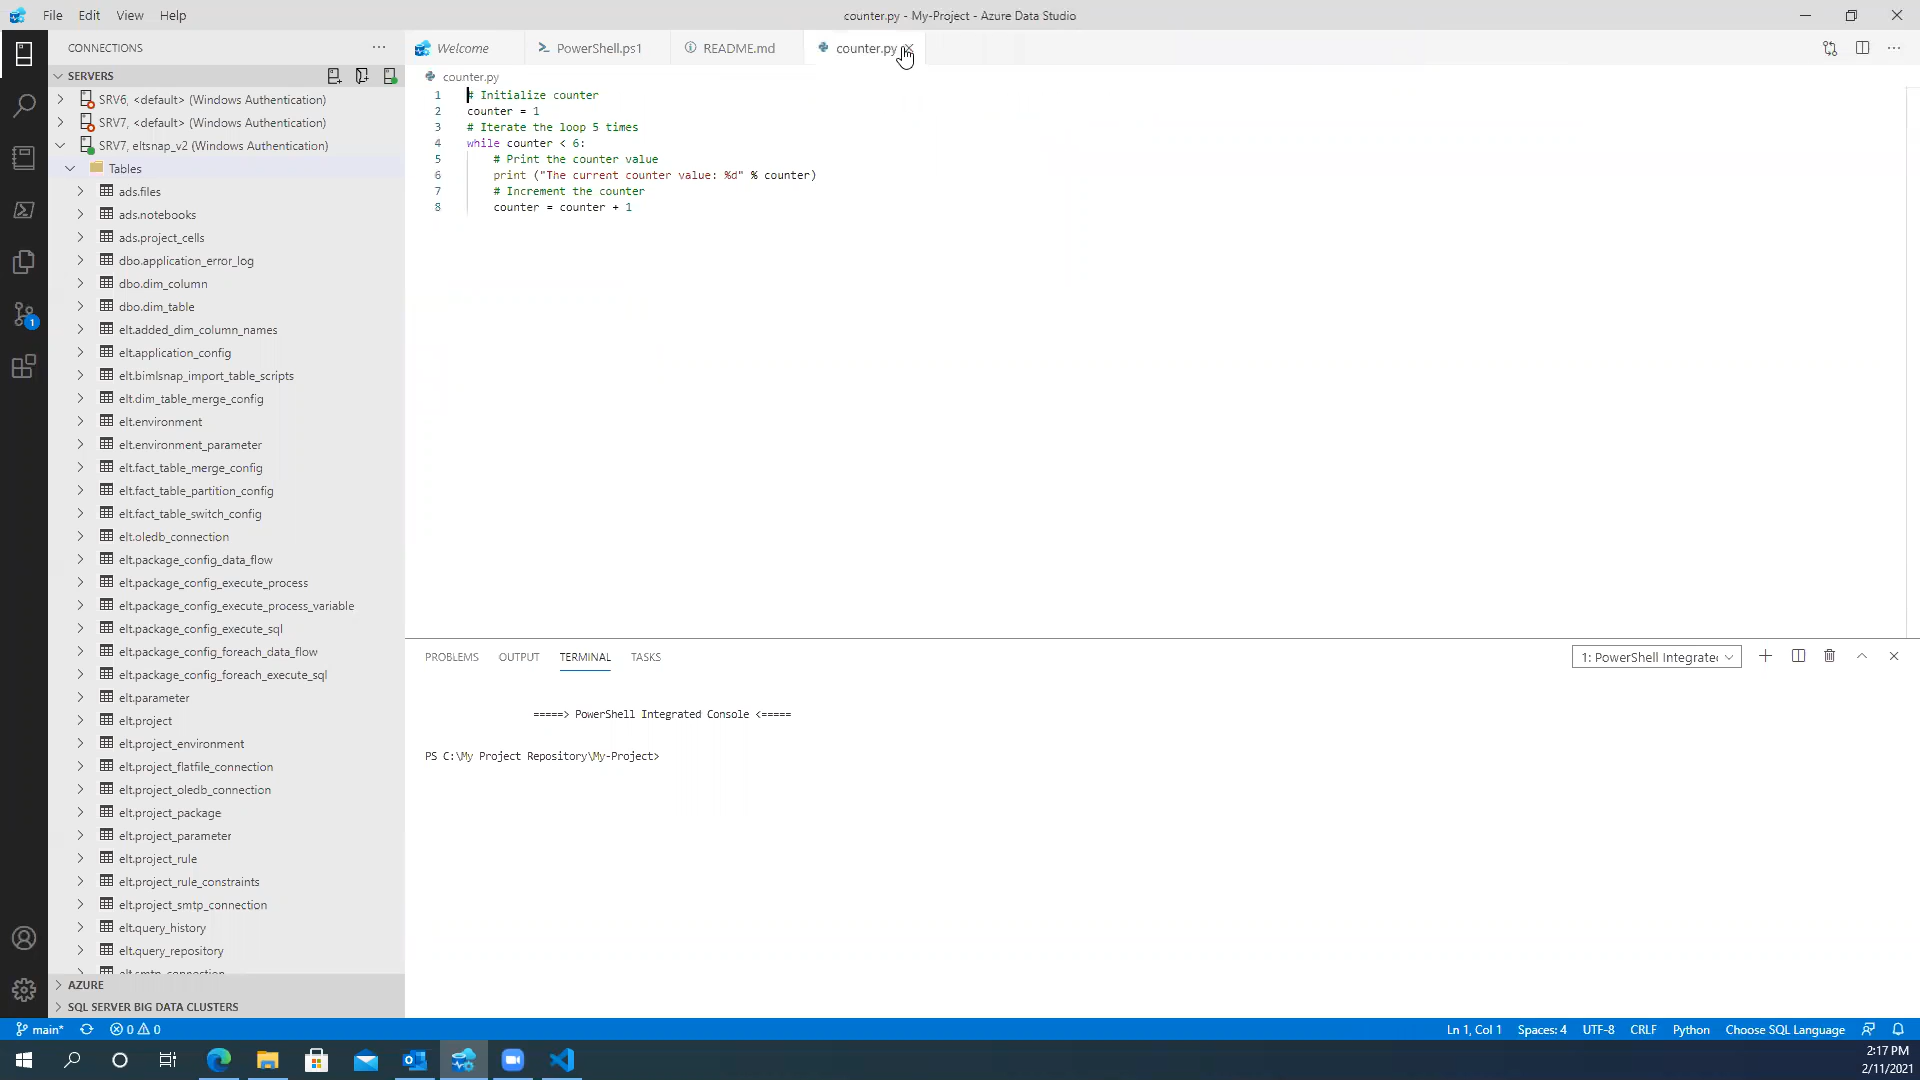 File Edit View Help
counter.py - My-Project - Azure Data Studio
CONNECTIONS
Welcome
PowerShell.ps1
README.md
counter.py
SERVERS
counter.py
SRV6, <default> (Windows Authentication)
SRV7, <default> (Windows Authentication)
SRV7, eltsnap_v2 (Windows Authentication)
Tables
ads.files
ads.notebooks
ads.project_cells
dbo.application_error_log
dbo.dim_column
dbo.dim_table
elt.added_dim_column_names
elt.application_config
elt.bimlsnap_import_table_scripts
elt.dim_table_merge_config
elt.environment
elt.environment_parameter
elt.fact_table_merge_config
elt.fact_table_partition_config
elt.fact_table_switch_config
elt.oledb_connection
elt.package_config_data_flow
elt.package_config_execute_process
elt.package_config_execute_process_variable
elt.package_config_execute_sql
elt.package_config_foreach_data_flow
elt.package_config_foreach_execute_sql
elt.parameter
elt.project
elt.project_environment
elt.project_flatfile_connection
elt.project_oledb_connection
elt.project_package
elt.project_parameter
elt.project_rule
elt.project_rule_constraints
elt.project_smtp_connection
elt.query_history
elt.query_repository
elt.smtp_connection
AZURE
SQL SERVER BIG DATA CLUSTERS
1 # Initialize counter
2 counter = 1
3 # Iterate the loop 5 times
4 while counter < 6:
5 # Print the counter value
6 print ("The current counter value: %d" % counter)
7 # Increment the counter
8 counter = counter + 1
PROBLEMS OUTPUT TERMINAL TASKS
1: PowerShell Integrate
=====> PowerShell Integrated Console <=====
PS C:\My Project Repository\My-Project>
1
main* 0 0
Ln 1, Col 1 Spaces: 4 UTF-8 CRLF Python Choose SQL Language
2:17 PM
2/11/2021